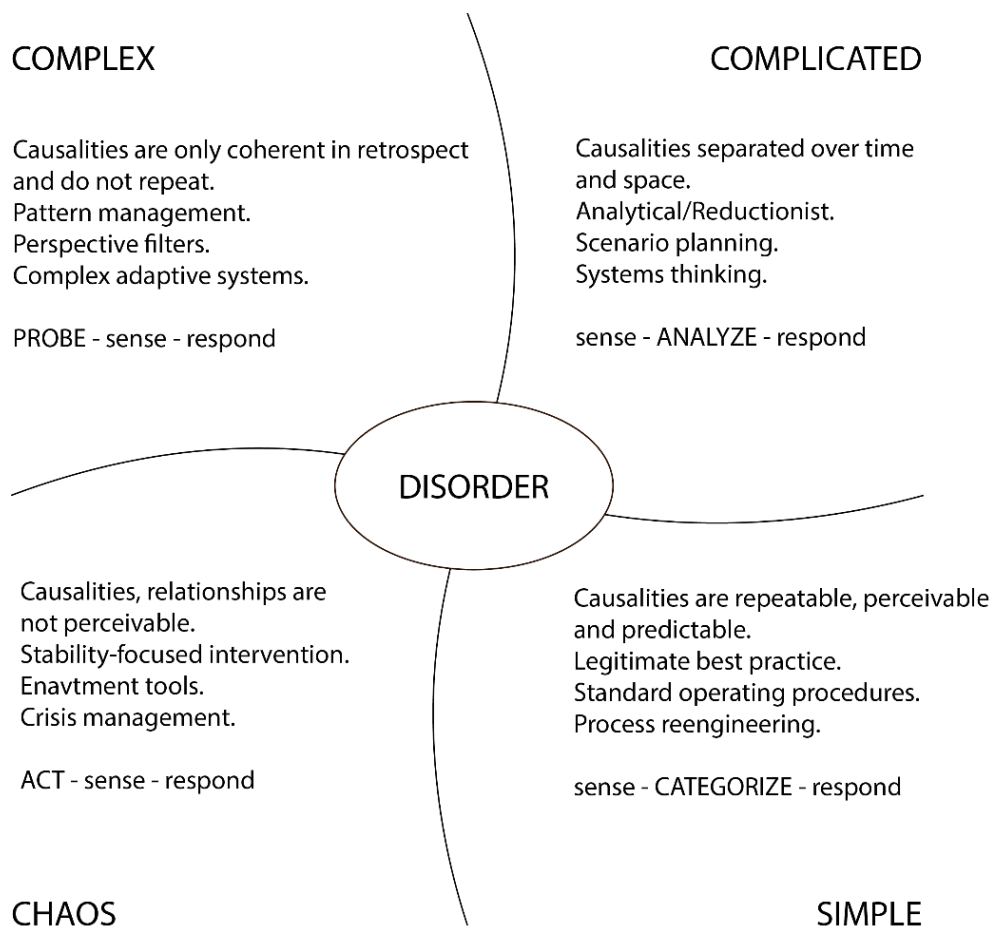 COMPLEX
Causalities are only coherent in retrospect
and do not repeat.
Pattern management.
Perspective filters.
Complex adaptive systems.
PROBE - sense - respond
COMPLICATED
Causalities separated over time
and space.
Analytical/Reductionist.
Scenario planning.
Systems thinking.
sense - ANALYZE - respond
DISORDER
Causalities, relationships are
not perceivable.
Stability-focused intervention.
Enavtment tools.
Crisis management.
ACT - sense - respond
CHAOS
Causalities are repeatable, perceivable
and predictable.
Legitimate best practice.
Standard operating procedures.
Process reengineering.
sense - CATEGORIZE - respond
SIMPLE